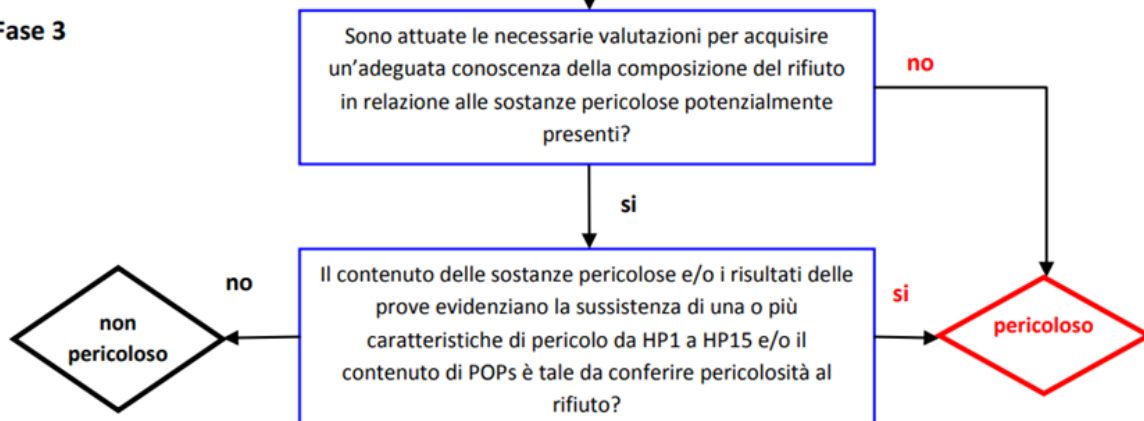 Fase 3
Sono attuate le necessarie valutazioni per acquisire
un'adeguata conoscenza della composizione del rifiuto
in relazione alle sostanze pericolose potenzialmente
presenti?
no
si
Il contenuto delle sostanze pericolose e/o i risultati delle
prove evidenziano la sussistenza di una o più
caratteristiche di pericolo da HP1 a HP15 e/o il
contenuto di POPs è tale da conferire pericolosità al
rifiuto?
no
non
pericoloso
si
pericoloso